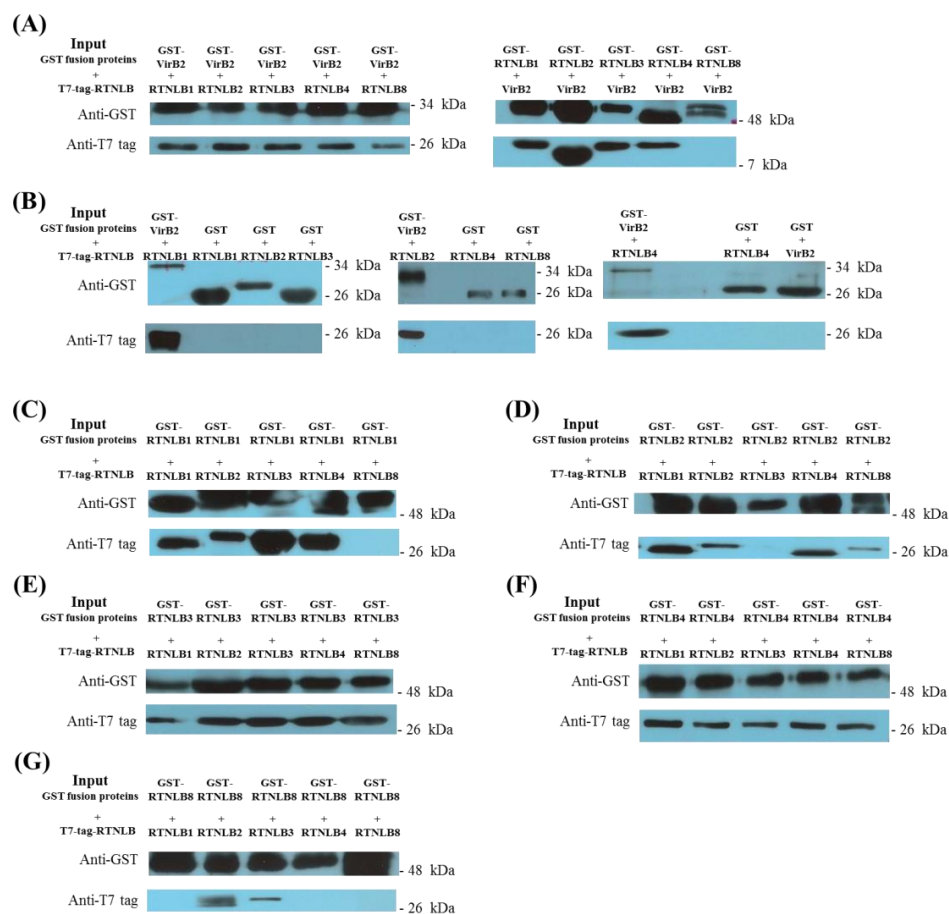 (A)
Input
GST fusion proteins
+
T7-tag-RTNLB
GST- GST- GST- GST- GST-
VirB2 VirB2 VirB2 VirB2 VirB2
+ + + + +
RTNLB1 RTNLB2 RTNLB3 RTNLB4 RTNLB8
Anti-GST
- 34 kDa
Anti-T7 tag
- 26 kDa
GST- GST- GST- GST- GST-
RTNLB1 RTNLB2 RTNLB3 RTNLB4 RTNLB8
+ + + + +
VirB2 VirB2 VirB2 VirB2 VirB2
- 48 kDa
- 7 kDa
(B)
Input
GST fusion proteins
+
T7-tag-RTNLB
GST-
VirB2 GST GST GST
+ + + +
RTNLB1 RTNLB1 RTNLB2 RTNLB3
Anti-GST
- 34 kDa
- 26 kDa
Anti-T7 tag
- 26 kDa
GST-
VirB2 GST GST
+ + +
RTNLB2 RTNLB4 RTNLB8
- 34 kDa
- 26 kDa
- 26 kDa
GST-
VirB2 GST GST
+ + +
RTNLB4 RTNLB4 VirB2
- 34 kDa
- 26 kDa
- 26 kDa
(C)
Input
GST fusion proteins
+
T7-tag-RTNLB
GST- GST- GST- GST- GST-
RTNLB1 RTNLB1 RTNLB1 RTNLB1 RTNLB1
+ + + + +
RTNLB1 RTNLB2 RTNLB3 RTNLB4 RTNLB8
Anti-GST
- 48 kDa
Anti-T7 tag
- 26 kDa
(D)
Input
GST fusion proteins
+
T7-tag-RTNLB
GST- GST- GST- GST- GST-
RTNLB2 RTNLB2 RTNLB2 RTNLB2 RTNLB2
+ + + + +
RTNLB1 RTNLB2 RTNLB3 RTNLB4 RTNLB8
Anti-GST
- 48 kDa
Anti-T7 tag
- 26 kDa
(E)
Input
GST fusion proteins
+
T7-tag-RTNLB
GST- GST- GST- GST- GST-
RTNLB3 RTNLB3 RTNLB3 RTNLB3 RTNLB3
+ + + + +
RTNLB1 RTNLB2 RTNLB3 RTNLB4 RTNLB8
Anti-GST
- 48 kDa
Anti-T7 tag
- 26 kDa
(F)
Input
GST fusion proteins
+
T7-tag-RTNLB
GST- GST- GST- GST- GST-
RTNLB4 RTNLB4 RTNLB4 RTNLB4 RTNLB4
+ + + + +
RTNLB1 RTNLB2 RTNLB3 RTNLB4 RTNLB8
Anti-GST
- 48 kDa
Anti-T7 tag
- 26 kDa
(G)
Input
GST fusion proteins
+
T7-tag-RTNLB
GST- GST- GST- GST- GST-
RTNLB8 RTNLB8 RTNLB8 RTNLB8 RTNLB8
+ + + + +
RTNLB1 RTNLB2 RTNLB3 RTNLB4 RTNLB8
Anti-GST
- 48 kDa
Anti-T7 tag
- 26 kDa